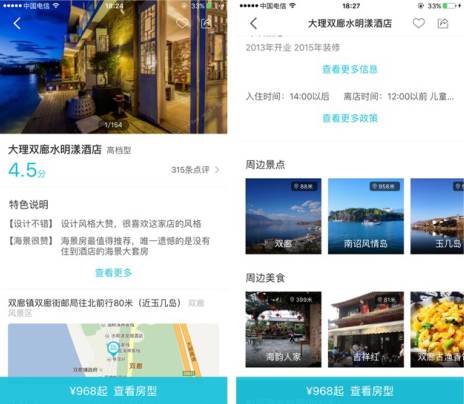 中国电信
18:24
33%
1/154
大理双廊水明漾酒店 高档型
4.5分
315条点评
特色说明
【设计不错】 设计风格大赞，很喜欢这家店的风格
【海景很赞】 海景房最值得推荐，唯一遗憾的是没有
住到酒店的海景大套房
查看更多
双廊镇双廊街邮局往北前行80米（近玉几岛） 双廊
风景区
双廊
¥968起 查看房型
中国电信
18:27
33%
大理双廊水明漾酒店
2013年开业 2015年装修
查看更多信息
入住时间：14:00以后 离店时间：12:00以前 儿童...
查看更多政策
周边景点
88米
958米
双廊
南诏风情岛
玉几岛
周边美食
399米
88米
海韵人家
吉祥红
双廊古渔香
¥968起 查看房型